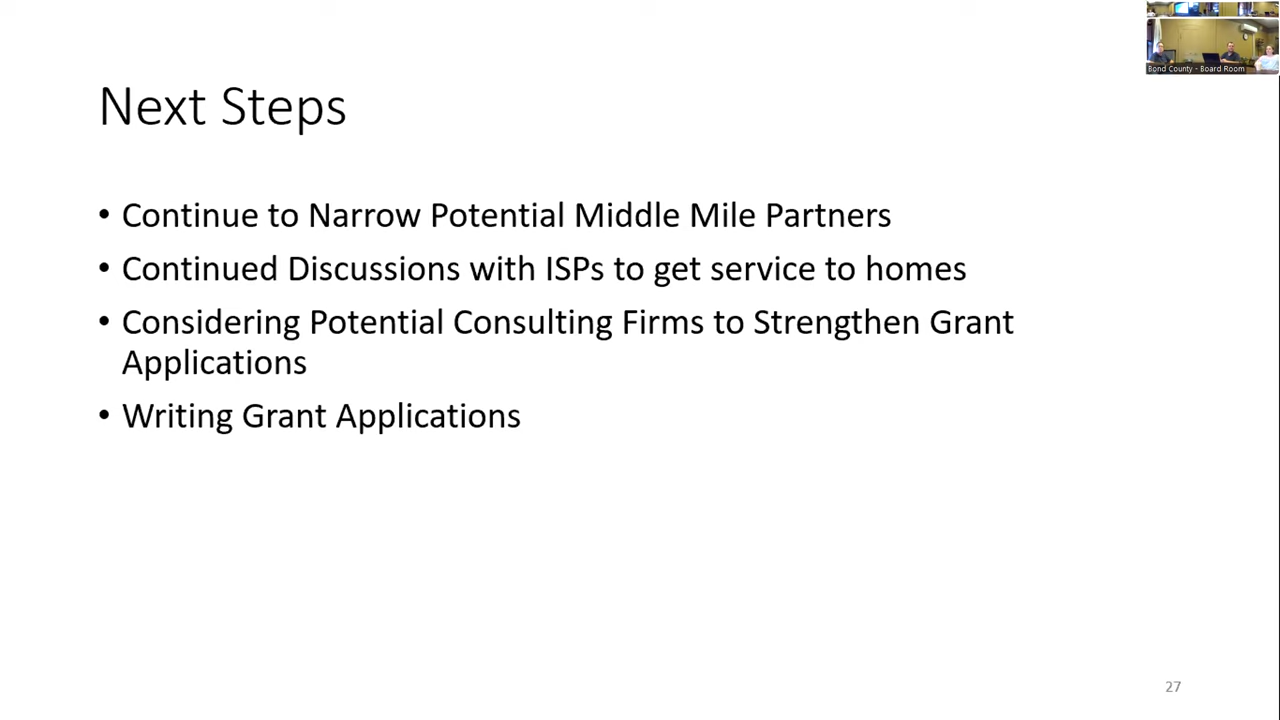 Bond County - Board Room
Next Steps
• Continue to Narrow Potential Middle Mile Partners
• Continued Discussions with ISPs to get service to homes
• Considering Potential Consulting Firms to Strengthen Grant
Applications
• Writing Grant Applications
27